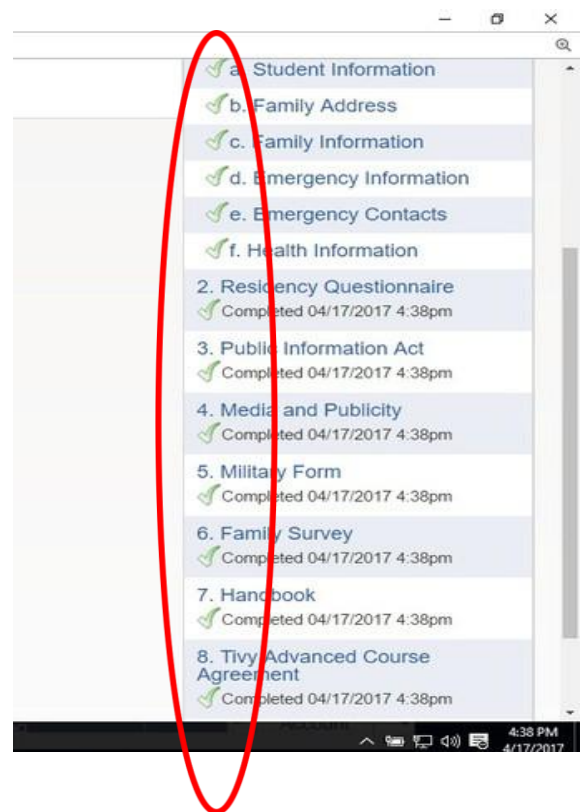 a. Student Information
b. Family Address
c. Family Information
d. Emergency Information
e. Emergency Contacts
f. Health Information
2. Residency Questionnaire
Completed 04/17/2017 4:38pm
3. Public Information Act
Completed 04/17/2017 4:38pm
4. Media and Publicity
Completed 04/17/2017 4:38pm
5. Military Form
Completed 04/17/2017 4:38pm
6. Family Survey
Completed 04/17/2017 4:38pm
7. Handbook
Completed 04/17/2017 4:38pm
8. Tivy Advanced Course
Agreement
Completed 04/17/2017 4:38pm
Account
4:38 PM
4/17/2017